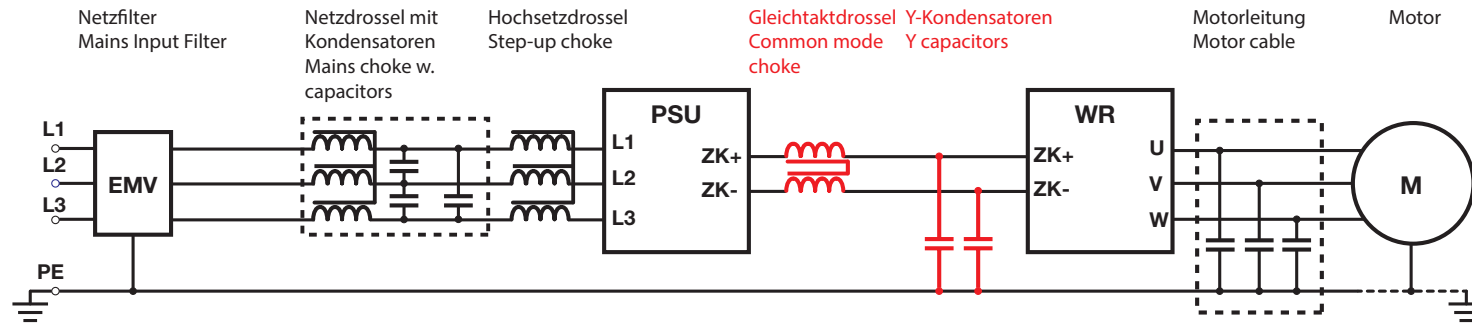 Netzfilter
Mains Input Filter
Netzdrossel mit
Kondensatoren
Mains choke w.
capacitors
Hochsetzdrossel
Step-up choke
Gleichtaktdrossel
Common mode
choke
Y-Kondensatoren
Y capacitors
Motorleitung
Motor cable
Motor
L1
L2
L3
PE
EMV
PSU
L1
L2
L3
ZK+
ZK-
WR
ZK+
ZK-
U
V
W
M